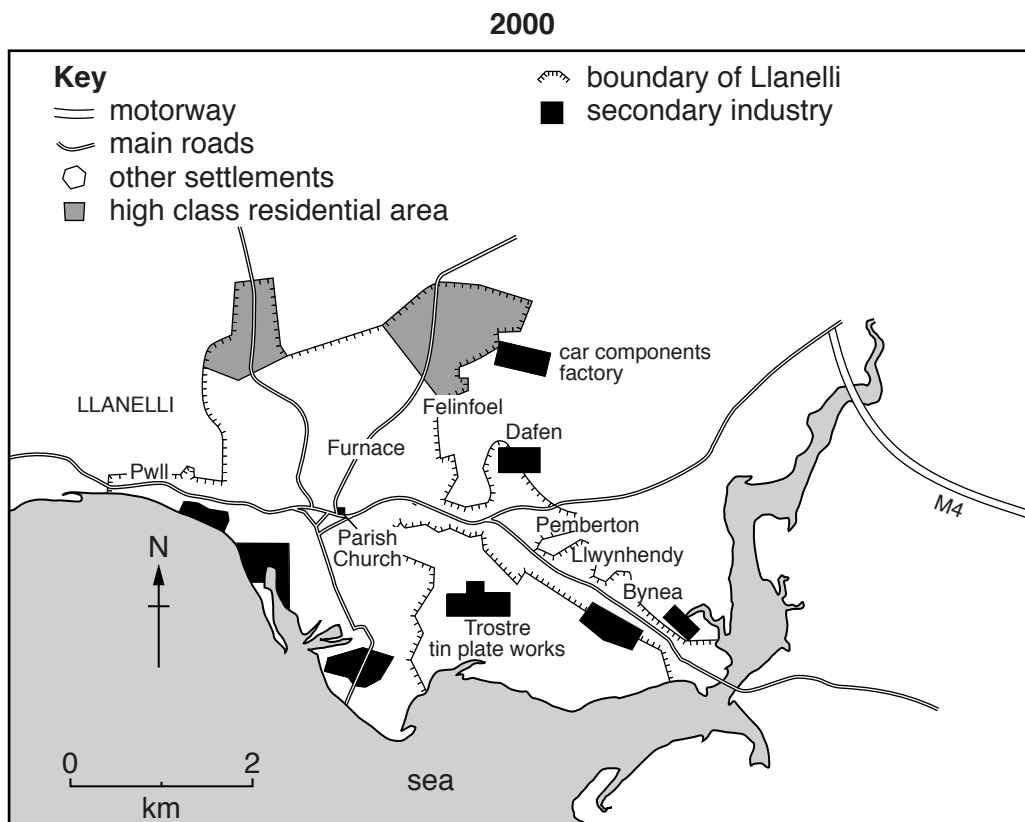 2000
Key
motorway
main roads
other settlements
high class residential area
boundary of Llanelli
secondary industry
car components
factory
LLANELLI
Felinfoel
Furnace
Dafen
Pwll
M4
N
Parish
Church
Pemberton
Llwynhendy
Bynea
Trostre
tin plate works
0 2
km
sea